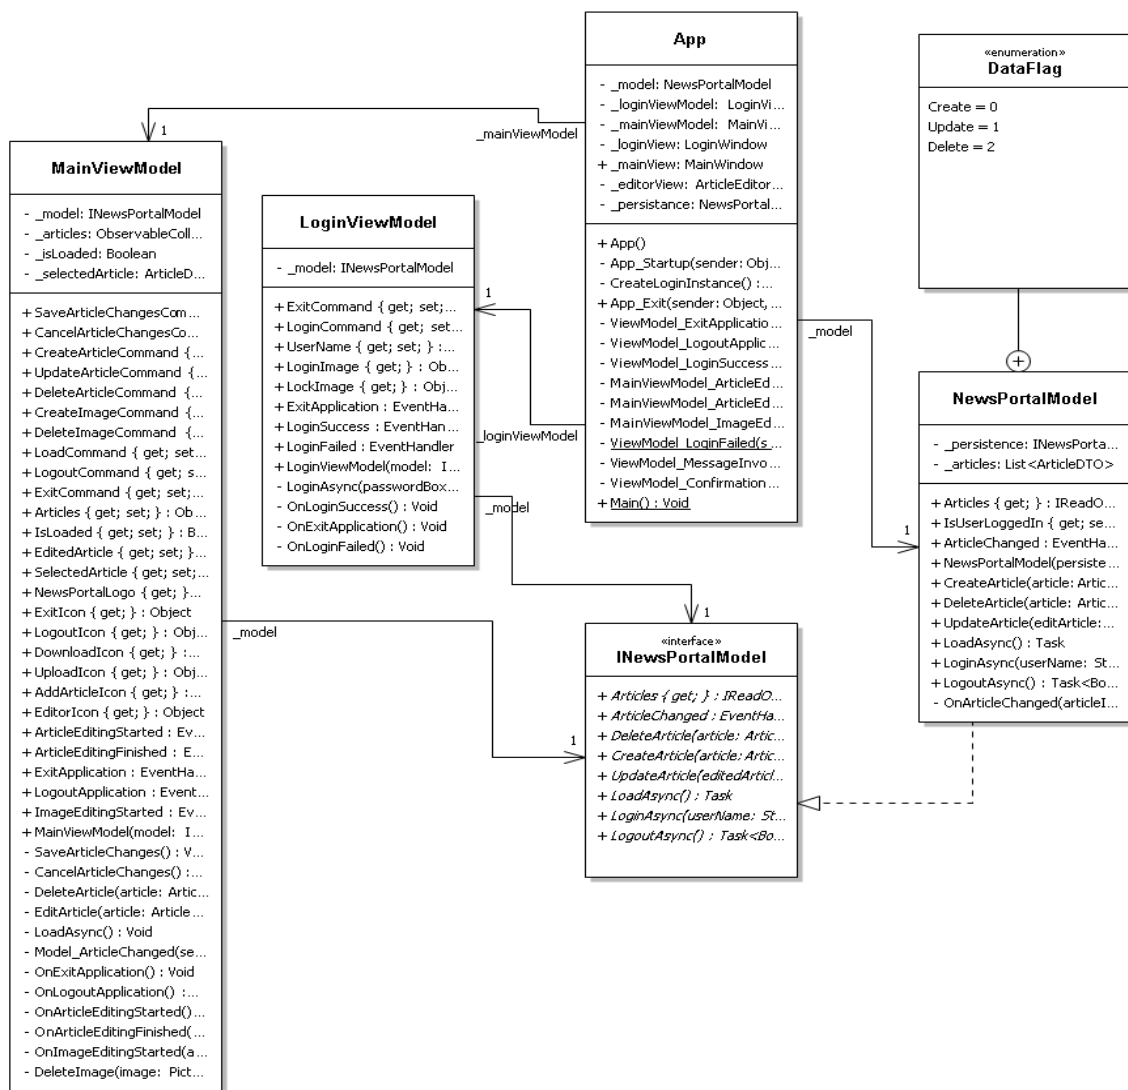 App
- _model: NewsPortalModel
- _loginViewModel: LoginVi...
- _mainViewModel: MainVi...
- _loginView: LoginWindow
+ _mainView: MainWindow
- _editorView: ArticleEditor...
- _persistance: NewsPortal...
+ App()
- App_Startup(sender: Obj...
- CreateLoginInstance() :...
+ App_Exit(sender: Object, ...
- ViewModel_ExitApplicatio...
- ViewModel_LogoutApplic...
- ViewModel_LoginSuccess...
- MainViewModel_ArticleEd...
- MainViewModel_ArticleEd...
- MainViewModel_ImageEd...
- ViewModel_LoginFailed(s...
- ViewModel_MessageInvo...
- ViewModel_Confirmation...
+ Main() : Void
«enumeration»
DataFlag
Create = 0
Update = 1
Delete = 2
1
_mainViewModel
MainViewModel
- _model: INewsPortalModel
- _articles: ObservableColl...
- _isLoaded: Boolean
- _selectedArticle: ArticleD...
+ SaveArticleChangesCom...
+ CancelArticleChangesCo...
+ CreateArticleCommand {...
+ UpdateArticleCommand {...
+ DeleteArticleCommand {...
+ CreateImageCommand {...
+ DeleteImageCommand {...
+ LoadCommand { get; set...
+ LogoutCommand { get; s...
+ ExitCommand { get; set;...
+ Articles { get; set; } : Ob...
+ IsLoaded { get; set; } : B...
+ EditedArticle { get; set; }...
+ SelectedArticle { get; set;...
+ NewsPortalLogo { get; }...
+ ExitIcon { get; } : Object
+ LogoutIcon { get; } : Obj...
+ DownloadIcon { get; } :...
+ UploadIcon { get; } : Obj...
+ AddArticleIcon { get; } :...
+ EditorIcon { get; } : Object
+ ArticleEditingStarted : Ev...
+ ArticleEditingFinished : E...
+ ExitApplication : EventHa...
+ LogoutApplication : Event...
+ ImageEditingStarted : Ev...
+ MainViewModel(model: I...
- SaveArticleChanges() : V...
- CancelArticleChanges() :...
- DeleteArticle(article: Artic...
- EditArticle(article: Article...
- LoadAsync() : Void
- Model_ArticleChanged(se...
- OnExitApplication() : Void
- OnLogoutApplication() :...
- OnArticleEditingStarted()...
- OnArticleEditingFinished(...
- OnImageEditingStarted(a...
- DeleteImage(image: Pict...
LoginViewModel
- _model: INewsPortalModel
+ ExitCommand { get; set;...
+ LoginCommand { get; set...
+ UserName { get; set; } :...
+ LoginImage { get; } : Ob...
+ LockImage { get; } : Obj...
+ ExitApplication : EventHa...
+ LoginSuccess : EventHan...
+ LoginFailed : EventHandler
+ LoginViewModel(model: I...
- LoginAsync(passwordBox...
- OnLoginSuccess() : Void
- OnExitApplication() : Void
- OnLoginFailed() : Void
1
_loginViewModel
_model
1
_model
1
_model
1
NewsPortalModel
- _persistence: INewsPorta...
- _articles: List<ArticleDTO>
+ Articles { get; } : IReadO...
+ IsUserLoggedIn { get; se...
+ ArticleChanged : EventHa...
+ NewsPortalModel(persiste...
+ CreateArticle(article: Artic...
+ DeleteArticle(article: Artic...
+ UpdateArticle(editArticle:...
+ LoadAsync() : Task
+ LoginAsync(userName: St...
+ LogoutAsync() : Task<Bo...
- OnArticleChanged(articleI...
«interface»
INewsPortalModel
+ Articles { get; } : IReadO...
+ ArticleChanged : EventHa...
+ DeleteArticle(article: Artic...
+ CreateArticle(article: Artic...
+ UpdateArticle(editedArticl...
+ LoadAsync() : Task
+ LoginAsync(userName: St...
+ LogoutAsync() : Task<Bo...